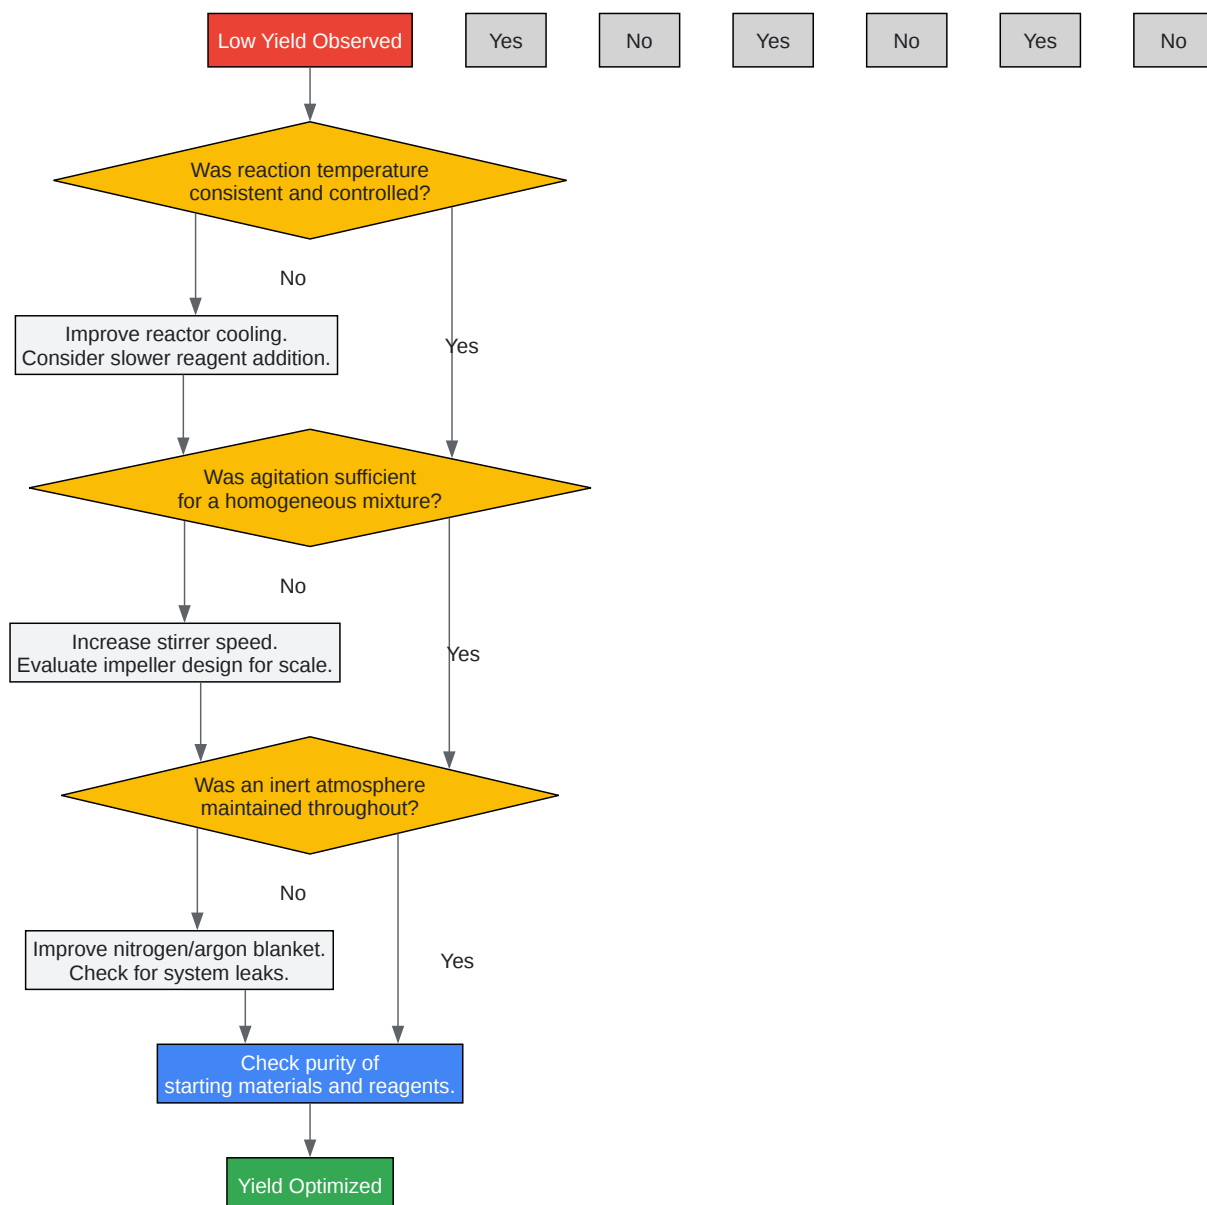 Low Yield Observed
Yes
No
Yes
No
Yes
No
Was reaction temperature
consistent and controlled?
No
Improve reactor cooling.
Consider slower reagent addition.
Yes
Was agitation sufficient
for a homogeneous mixture?
No
Increase stirrer speed.
Evaluate impeller design for scale.
Yes
Was an inert atmosphere
maintained throughout?
No
Improve nitrogen/argon blanket.
Check for system leaks.
Yes
Check purity of
starting materials and reagents.
Yield Optimized